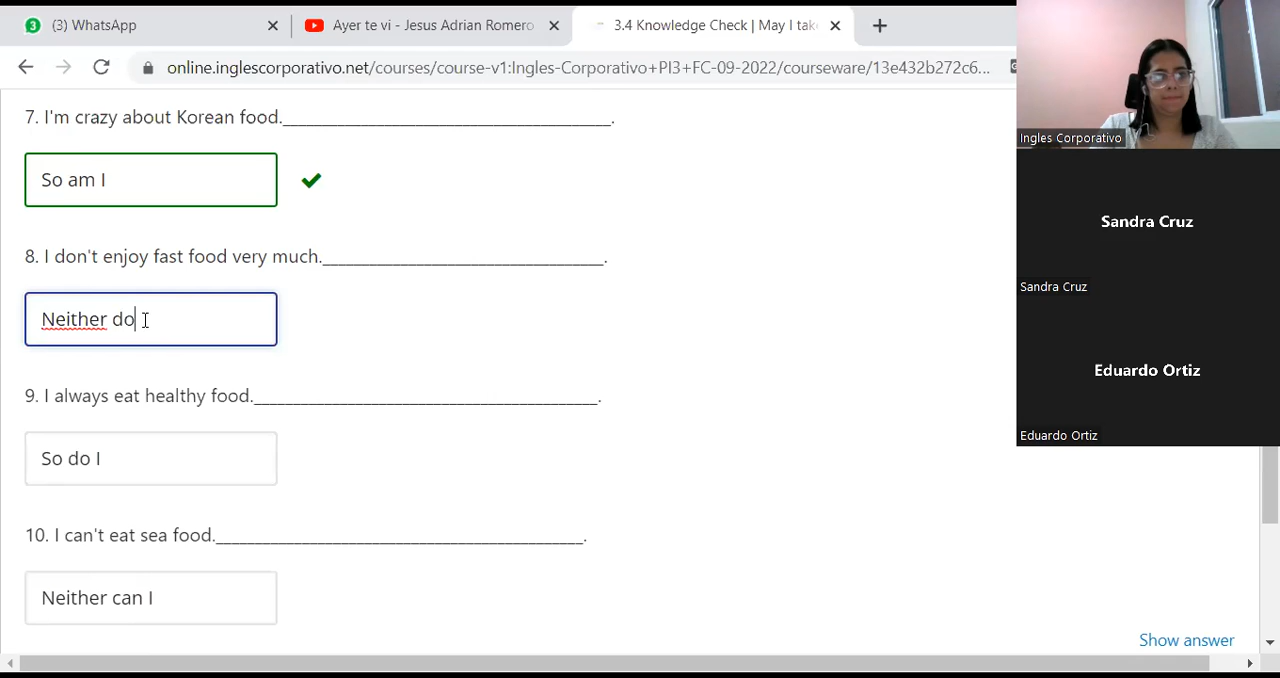 (3) WhatsApp
Ayer te vi - Jesus Adrian Romero
3.4 Knowledge Check | May I take
online.inglescorporativo.net/courses/course-v1:Ingles-Corporativo+PI3+FC-09-2022/courseware/13e432b272c6...
7. I'm crazy about Korean food.___________________________________.
So am I
8. I don't enjoy fast food very much.______________________________.
Neither do
9. I always eat healthy food._____________________________________.
So do I
10. I can't eat sea food._______________________________________.
Neither can I
Show answer
Ingles Corporativo
Sandra Cruz
Sandra Cruz
Eduardo Ortiz
Eduardo Ortiz